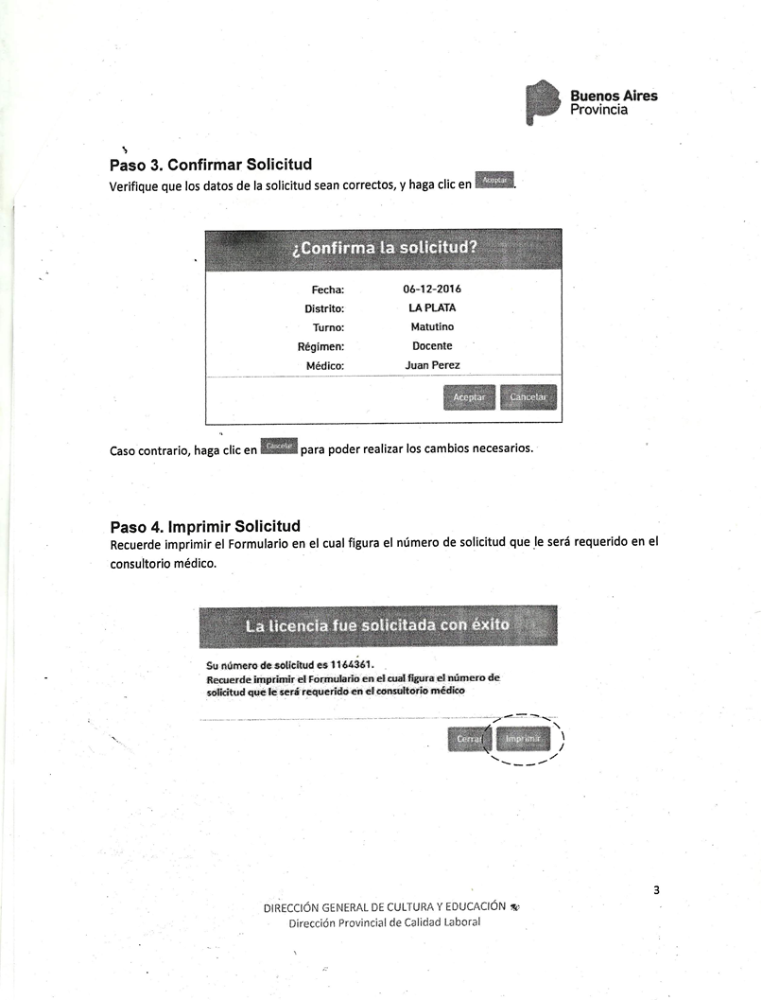 Buenos Aires
Provincia
Paso 3. Confirmar Solicitud
Verifique que los datos de la solicitud sean correctos, y haga clic en Aceptar.
¿Confirma la solicitud?
Fecha: 06-12-2016
Distrito: LA PLATA
Turno: Matutino
Régimen: Docente
Médico: Juan Perez
Aceptar Cancelar
Caso contrario, haga clic en Cancelar para poder realizar los cambios necesarios.
Paso 4. Imprimir Solicitud
Recuerde imprimir el Formulario en el cual figura el número de solicitud que le será requerido en el
consultorio médico.
La licencia fue solicitada con éxito
Su número de solicitud es 1164361.
Recuerde imprimir el Formulario en el cual figura el número de
solicitud que le será requerido en el consultorio médico
Cerrar Imprimir
3
DIRECCIÓN GENERAL DE CULTURA Y EDUCACIÓN
Dirección Provincial de Calidad Laboral